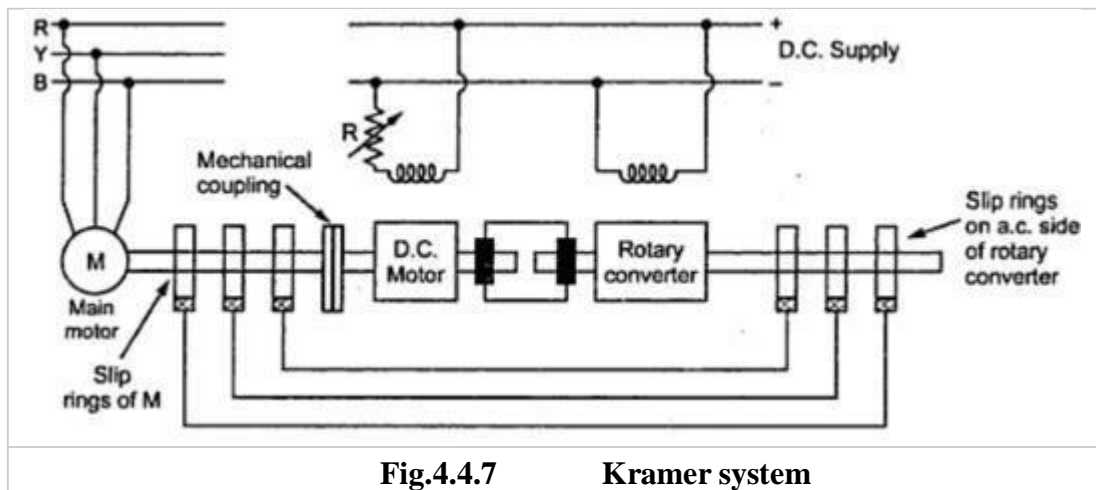 R
Y
B
+
D.C. Supply
–
R
Mechanical
coupling
Slip rings
on a.c. side
of rotary
converter
M
D.C.
Motor
Rotary
converter
Main
motor
Slip
rings of M
Fig.4.4.7 Kramer system